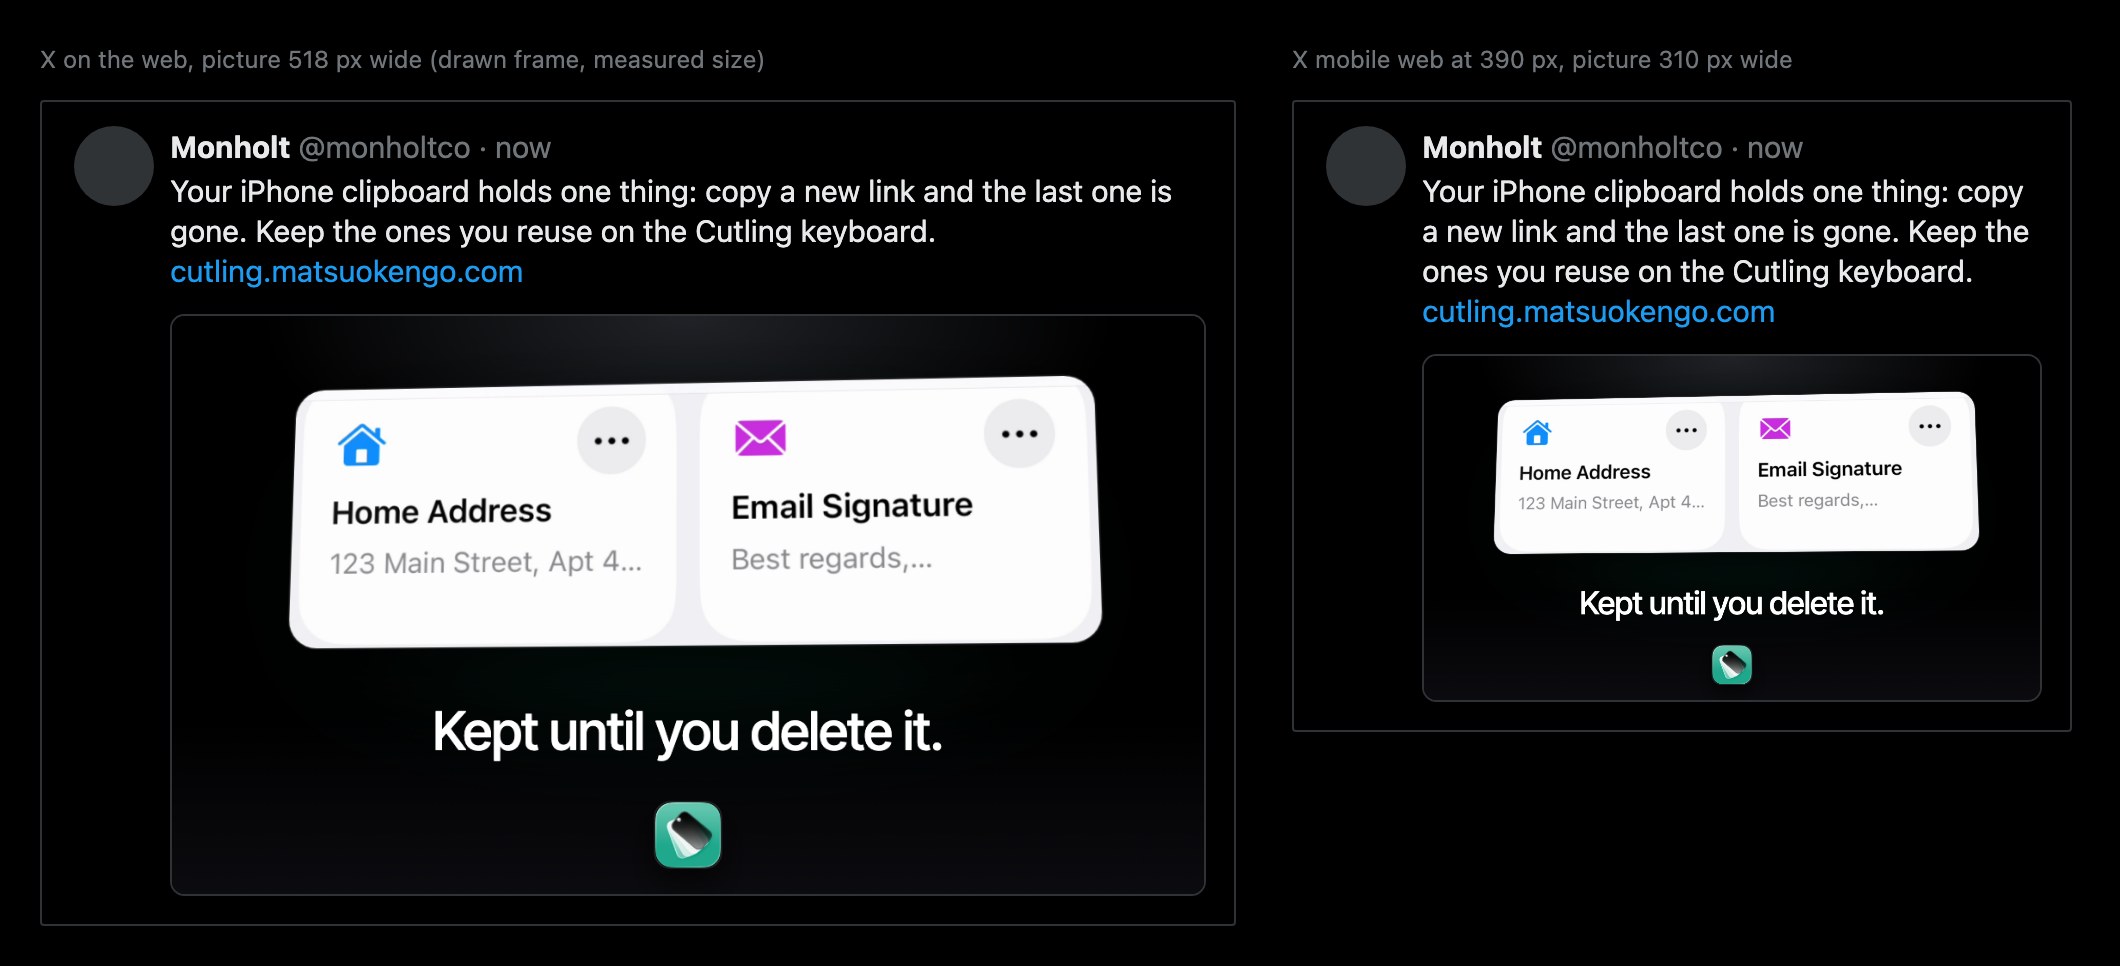 X on the web, picture 518 px wide (drawn frame, measured size)
Monholt @monholtco · now
Your iPhone clipboard holds one thing: copy a new link and the last one is
gone. Keep the ones you reuse on the Cutling keyboard.
cutling.matsuokengo.com
Home Address
123 Main Street, Apt 4...
Email Signature
Best regards,...
Kept until you delete it.
X mobile web at 390 px, picture 310 px wide
Monholt @monholtco · now
Your iPhone clipboard holds one thing: copy
a new link and the last one is gone. Keep the
ones you reuse on the Cutling keyboard.
cutling.matsuokengo.com
Home Address
123 Main Street, Apt 4...
Email Signature
Best regards,...
Kept until you delete it.